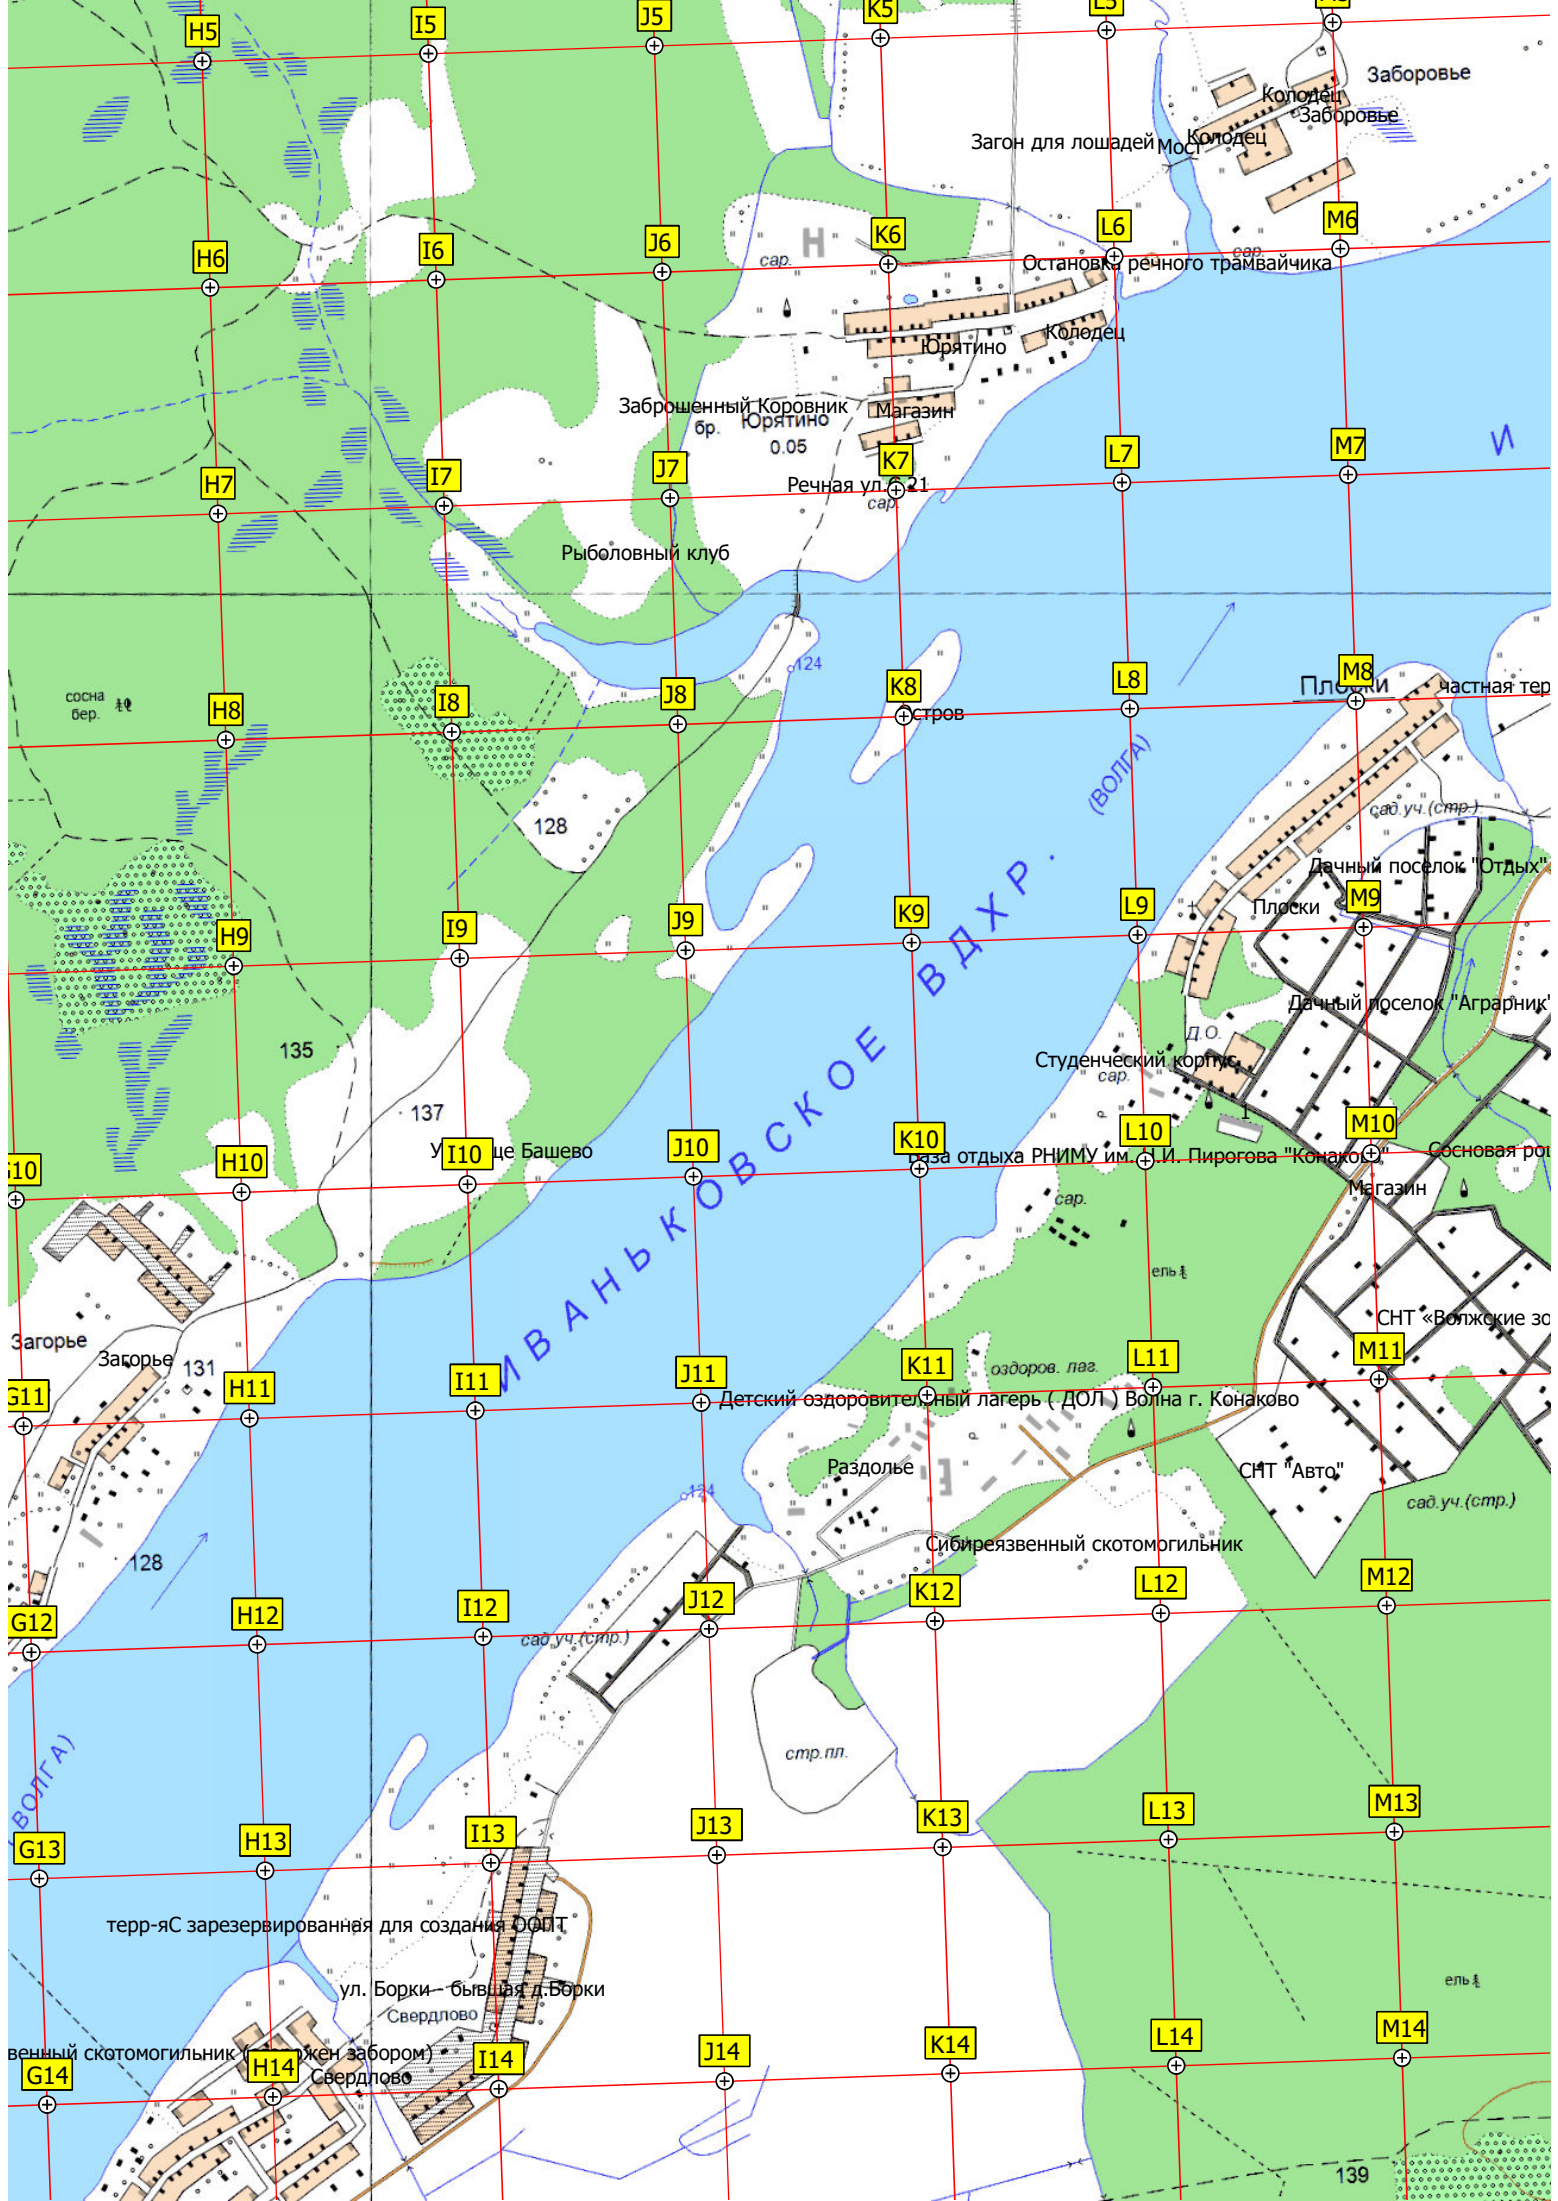 H5
I5
J5
K5
L5
Заборовье
Колодец
Заборовье
Колодец
Загон для лошадей
Мост
H6
I6
J6
K6
L6
M6
сар.
сар.
Остановка речного трамвайчика
Колодец
Юрятино
Заброшенный Коровник
Магазин
бр.
Юрятино
0.05
И
H7
I7
J7
K7
L7
M7
Речная ул.
21
сар.
Рыболовный клуб
124
сосна
бер.
H8
I8
J8
K8
L8
M8
Плоски
частная тер
(ВОЛГА)
128
сад.уч.(стр.)
Дачный поселок "Отдых"
Плоски
H9
I9
J9
K9
L9
M9
ИВАНЬКОВСКОЕ ВДХР.
Дачный поселок "Аграрник"
135
Д.О.
Студенческий корпус
сар.
137
1
H10
I10
J10
K10
L10
M10
ще Башево
отдыха РНИМУ им.
И. Пирогова "Конаково"
Сосновая
Магазин
сар.
ель
Загорье
Загорье
131
СНТ «Волжские зо
G11
H11
I11
J11
K11
L11
M11
оздоров. лаг.
Детский оздоровительный лагерь ( ДОЛ ) Волна г. Конаково
Раздолье
СНТ "Авто"
124
сад.уч.(стр.)
128
Сибиреязвенный скотомогильник
G12
H12
I12
J12
K12
L12
M12
сад.уч.(стр.)
стр.пл.
ВОЛГА)
G13
H13
I13
J13
K13
L13
M13
терр-яС зарезервированная для создания ООПТ
ель
ул. Борки - бывшая д.Борки
Свердлово
венный скотомогильник
забором)
Свердлово
G14
H14
I14
J14
K14
L14
M14
139